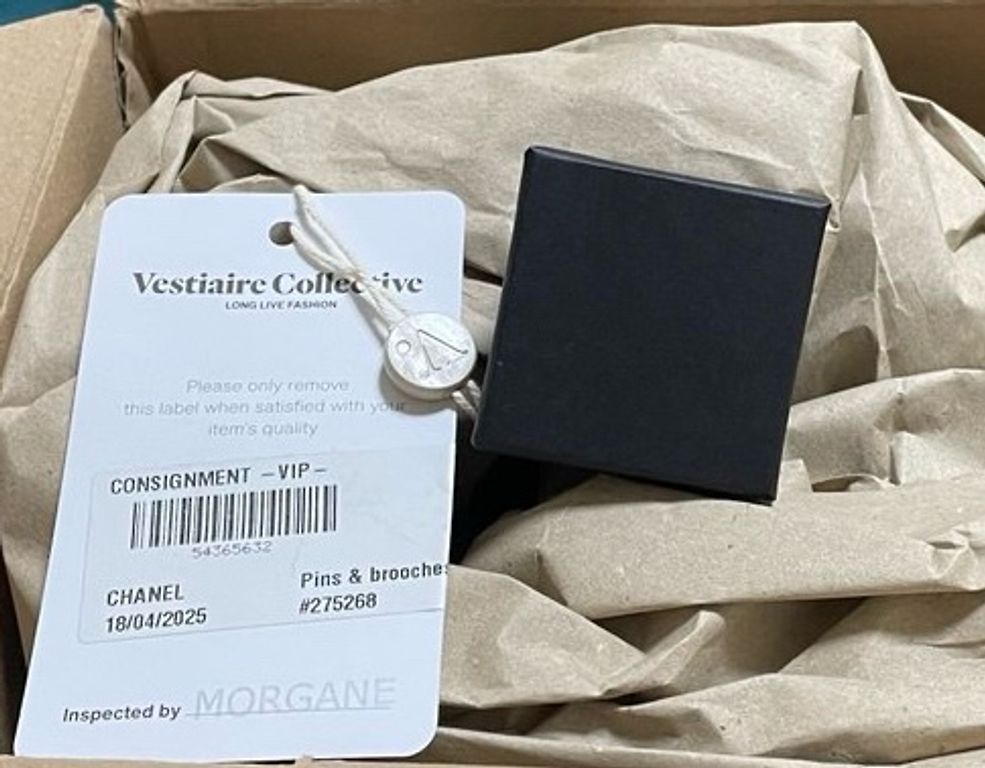 Vestiaire Collective
LONG LIVE FASHION
Please only remove
this label when satisfied with your
item's quality
CONSIGNMENT -VIP-
54365632
CHANEL
Pins & brooches
18/04/2025
#275268
Inspected by MORGANE